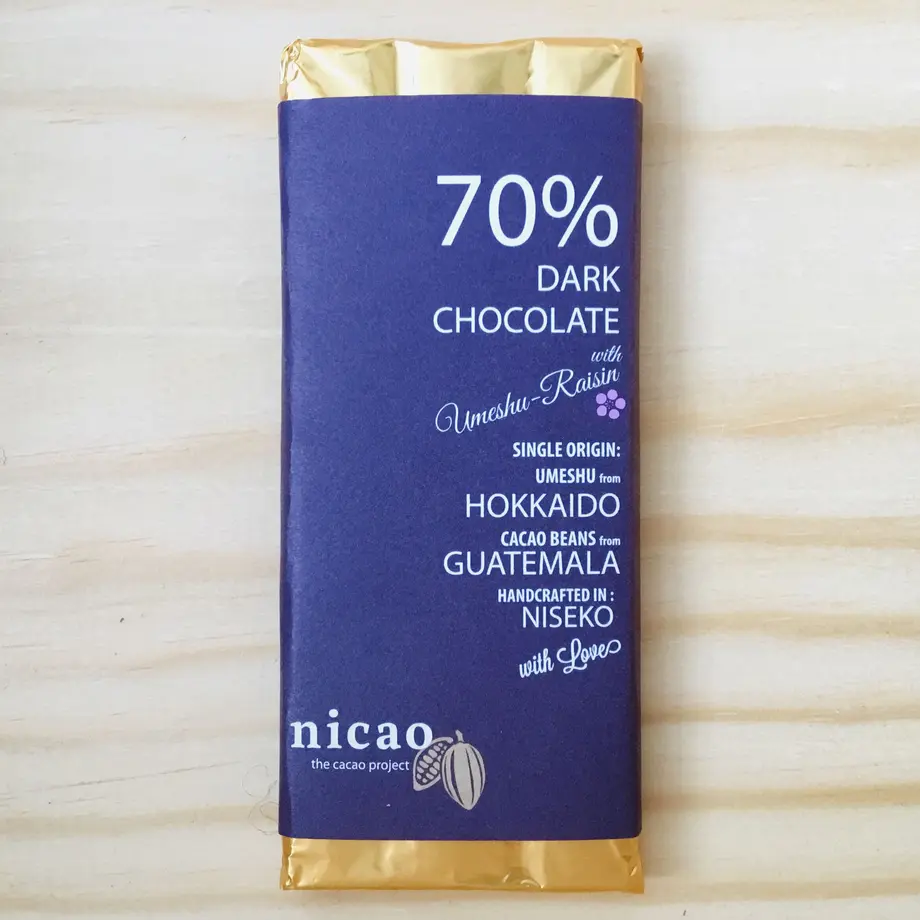 70%
DARK
CHOCOLATE
with
Umeshu-Raisin
SINGLE ORIGIN:
UMESHU from
HOKKAIDO
CACAO BEANS from
GUATEMALA
HANDCRAFTED IN :
NISEKO
with Love
nicao
the cacao project